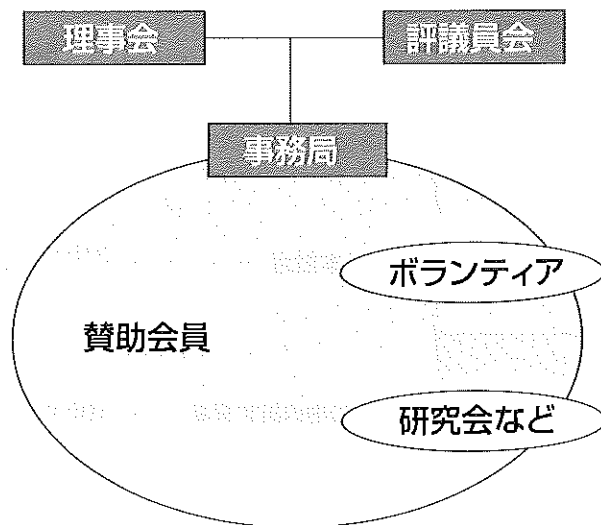 理事会
評議員会
事務局
ボランティア
賛助会員
研究会など